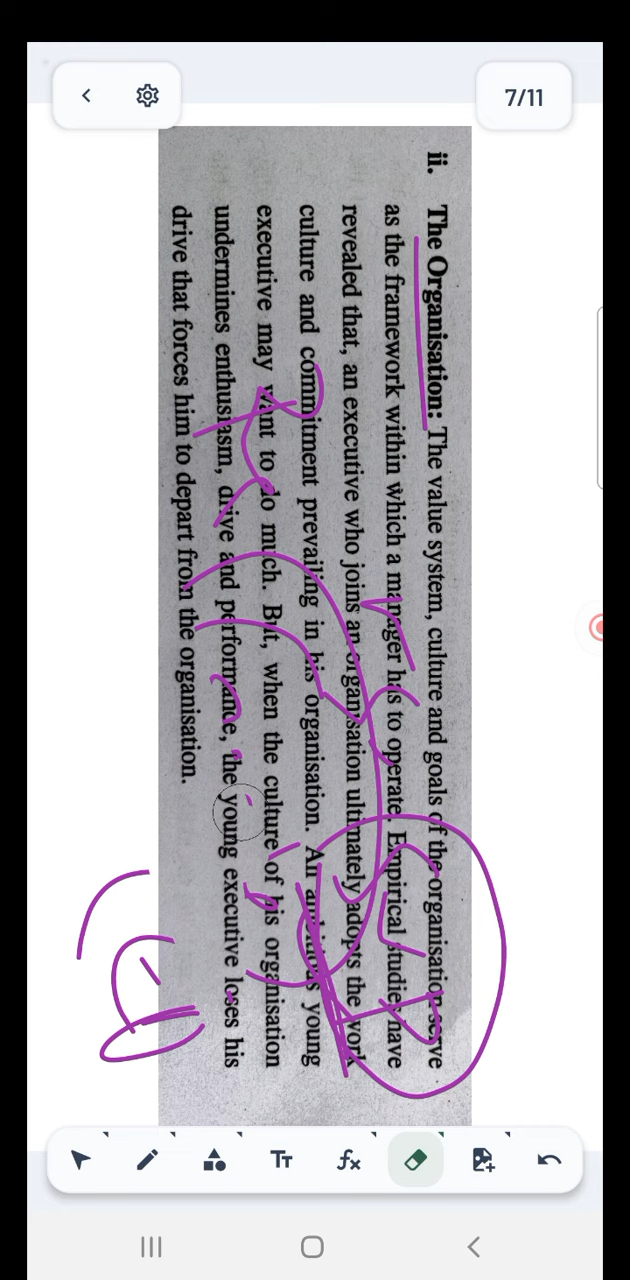 7/11
ii. The Organisation: The value system, culture and goals of the organisation serve
as the framework within which a manager has to operate. Empirical studies have
revealed that, an executive who joins an organisation ultimately adopts the work
culture and commitment prevailing in his organisation. An ambitious young
executive may want to do much. But, when the culture of his organisation
undermines enthusiasm, drive and performance, the young executive loses his
drive that forces him to depart from the organisation.
Tt
fx